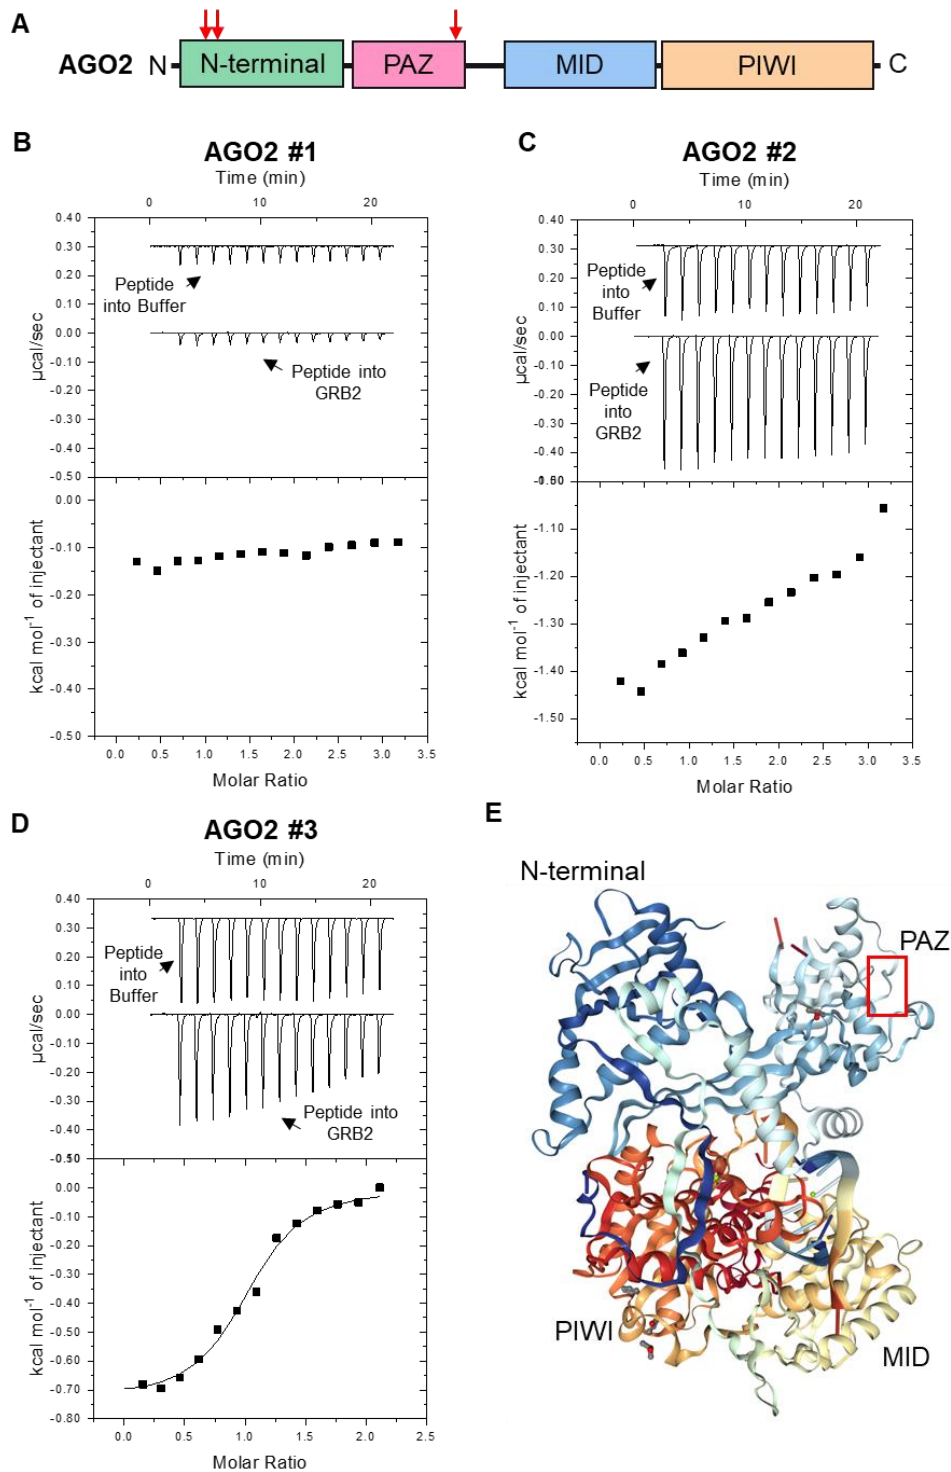 A
AGO2 N N-terminal PAZ MID PIWI C
B
AGO2 #1
Time (min)
0 10 20
0.40
0.30
0.20
0.10
0.00
-0.10
-0.20
-0.30
-0.40
-0.50
µcal/sec
Peptide
into Buffer
Peptide into
GRB2
0.00
-0.10
-0.20
-0.30
-0.40
-0.50
kcal mol-1 of injectant
0.0 0.5 1.0 1.5 2.0 2.5 3.0 3.5
Molar Ratio
C
AGO2 #2
Time (min)
0 10 20
0.40
0.30
0.20
0.10
0.00
-0.10
-0.20
-0.30
-0.40
µcal/sec
Peptide
into
Buffer
Peptide
into
GRB2
-1.10
-1.20
-1.30
-1.40
-1.50
kcal mol-1 of injectant
0.0 0.5 1.0 1.5 2.0 2.5 3.0 3.5
Molar Ratio
D
AGO2 #3
Time (min)
0 10 20
0.40
0.30
0.20
0.10
0.00
-0.10
-0.20
-0.30
-0.40
µcal/sec
Peptide
into
Buffer
Peptide into
GRB2
0.00
-0.10
-0.20
-0.30
-0.40
-0.50
-0.60
-0.70
-0.80
kcal mol-1 of injectant
0.0 0.5 1.0 1.5 2.0 2.5
Molar Ratio
E
N-terminal
PAZ
PIWI
MID